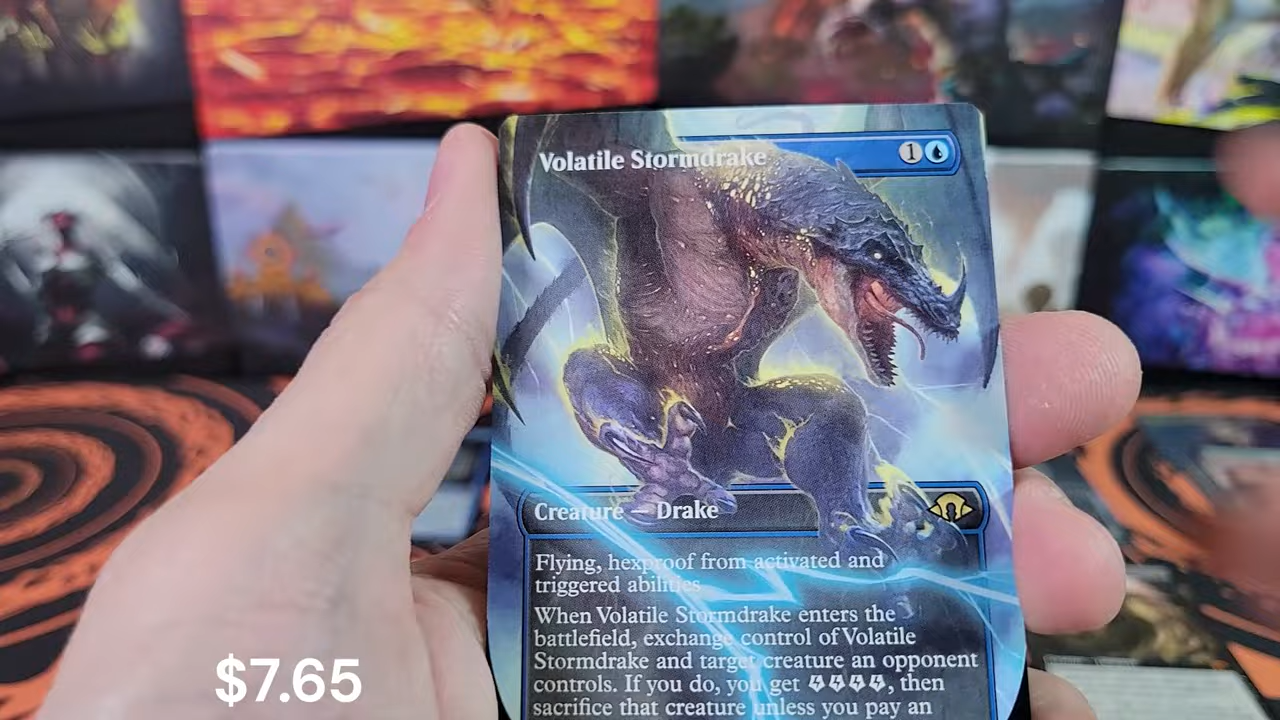 Volatile Stormdrake 1
Creature — Drake
Flying, hexproof from activated and
triggered abilities
When Volatile Stormdrake enters the
battlefield, exchange control of Volatile
Stormdrake and target creature an opponent
controls. If you do, you get , then
sacrifice that creature unless you pay an
$7.65